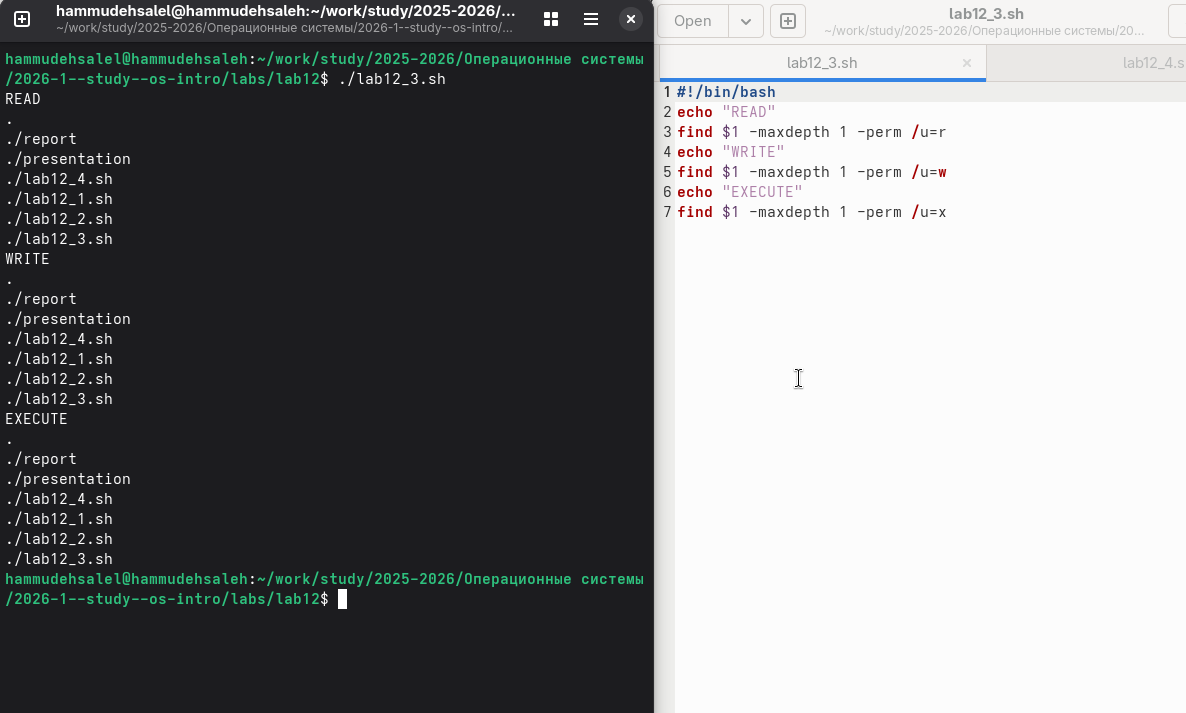 hammudehsalel@hammudehsaleh:~/work/study/2025-2026/...
~/work/study/2025-2026/Операционные системы/2026-1--study--os-intro/...
hammudehsalel@hammudehsaleh:~/work/study/2025-2026/Операционные системы
/2026-1--study--os-intro/labs/lab12$ ./lab12_3.sh
READ
.
./report
./presentation
./lab12_4.sh
./lab12_1.sh
./lab12_2.sh
./lab12_3.sh
WRITE
.
./report
./presentation
./lab12_4.sh
./lab12_1.sh
./lab12_2.sh
./lab12_3.sh
EXECUTE
.
./report
./presentation
./lab12_4.sh
./lab12_1.sh
./lab12_2.sh
./lab12_3.sh
hammudehsalel@hammudehsaleh:~/work/study/2025-2026/Операционные системы
/2026-1--study--os-intro/labs/lab12$
Open
lab12_3.sh
~/work/study/2025-2026/Операционные системы/20...
lab12_3.sh
lab12_4.s
1 #!/bin/bash
2 echo "READ"
3 find $1 -maxdepth 1 -perm /u=r
4 echo "WRITE"
5 find $1 -maxdepth 1 -perm /u=w
6 echo "EXECUTE"
7 find $1 -maxdepth 1 -perm /u=x